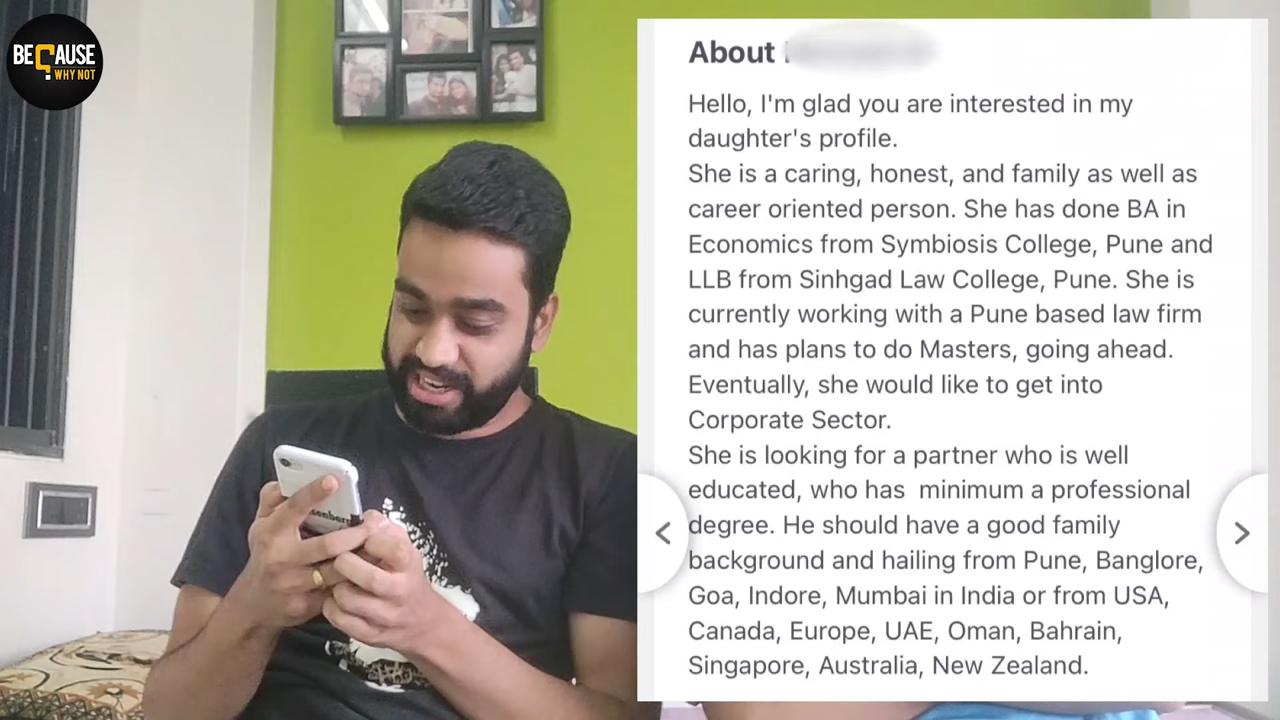 BECAUSE
WHY NOT
About
Hello, I'm glad you are interested in my
daughter's profile.
She is a caring, honest, and family as well as
career oriented person. She has done BA in
Economics from Symbiosis College, Pune and
LLB from Sinhgad Law College, Pune. She is
currently working with a Pune based law firm
and has plans to do Masters, going ahead.
Eventually, she would like to get into
Corporate Sector.
She is looking for a partner who is well
educated, who has  minimum a professional
degree. He should have a good family
background and hailing from Pune, Banglore,
Goa, Indore, Mumbai in India or from USA,
Canada, Europe, UAE, Oman, Bahrain,
Singapore, Australia, New Zealand.